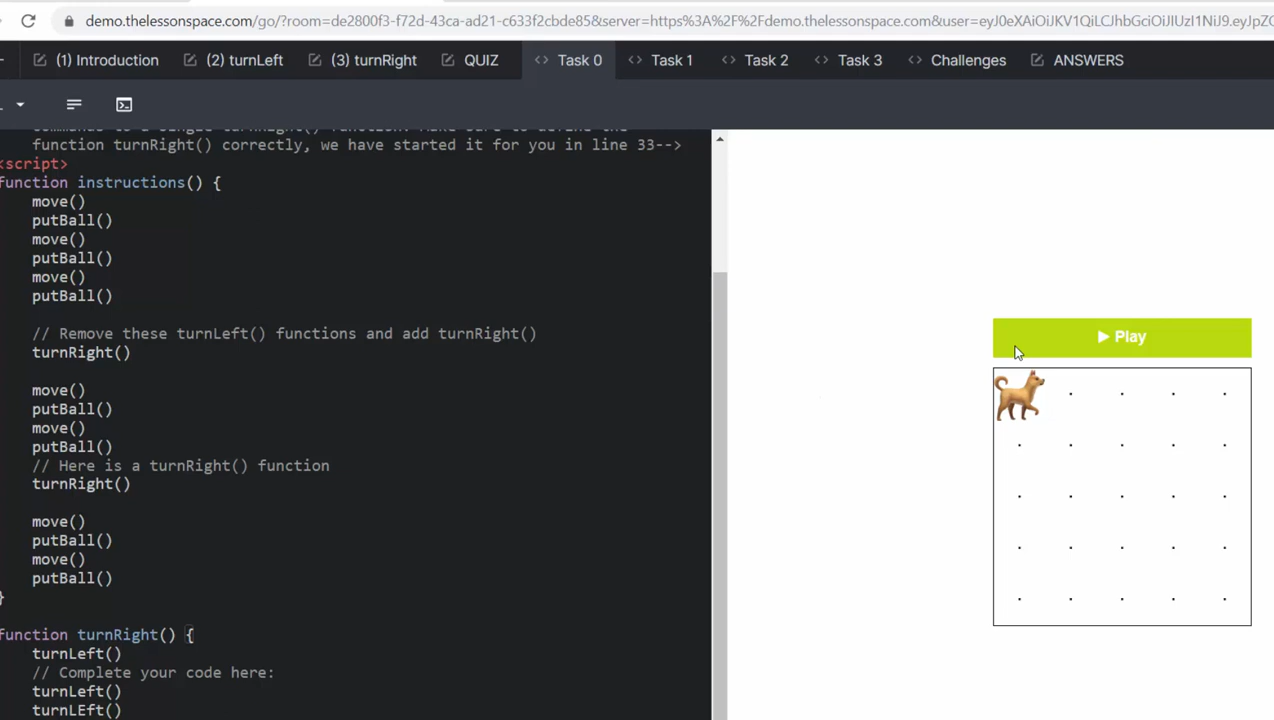 demo.thelessonspace.com/go/?room=de2800f3-f72d-43ca-ad21-c633f2cbde85&server=https%3A%2F%2Fdemo.thelessonspace.com&user=eyJ0eXAiOiJKV1QiLCJhbGciOiJIUzI1NiJ9.eyJpZ
(1) Introduction (2) turnLeft (3) turnRight QUIZ Task 0 Task 1 Task 2 Task 3 Challenges ANSWERS
function turnRight() correctly, we have started it for you in line 33-->
<script>
function instructions() {
move()
putBall()
move()
putBall()
move()
putBall()
// Remove these turnLeft() functions and add turnRight()
turnRight()
move()
putBall()
move()
putBall()
// Here is a turnRight() function
turnRight()
move()
putBall()
move()
putBall()
}
function turnRight() {
turnLeft()
// Complete your code here:
turnLeft()
turnLEft()
Play